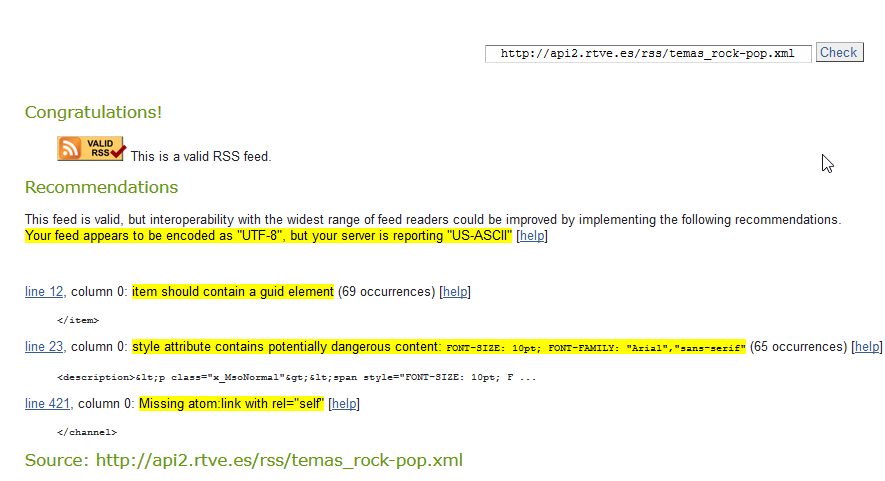 http://api2.rtve.es/rss/temas_rock-pop.xml Check
Congratulations!
VALID RSS This is a valid RSS feed.
Recommendations
This feed is valid, but interoperability with the widest range of feed readers could be improved by implementing the following recommendations.
Your feed appears to be encoded as "UTF-8", but your server is reporting "US-ASCII" [help]
line 12, column 0: item should contain a guid element (69 occurrences) [help]
</item>
line 23, column 0: style attribute contains potentially dangerous content: FONT-SIZE: 10pt; FONT-FAMILY: "Arial","sans-serif" (65 occurrences) [help]
<description>&lt;p class="x_MsoNormal"&gt;&lt;span style="FONT-SIZE: 10pt; F ...
line 421, column 0: Missing atom:link with rel="self" [help]
</channel>
Source: http://api2.rtve.es/rss/temas_rock-pop.xml